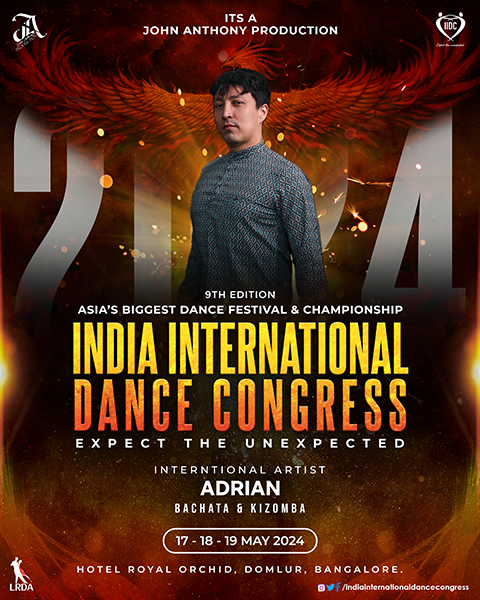 ITS A
JOHN ANTHONY PRODUCTION
JA
IIDC
2024
9TH EDITION
ASIA'S BIGGEST DANCE FESTIVAL & CHAMPIONSHIP
INDIA INTERNATIONAL
DANCE CONGRESS
EXPECT THE UNEXPECTED
INTERNTIONAL ARTIST
ADRIAN
BACHATA & KIZOMBA
17 - 18 - 19 MAY 2024
HOTEL ROYAL ORCHID, DOMLUR, BANGALORE.
LRDA
/indiainternationaldancecongress